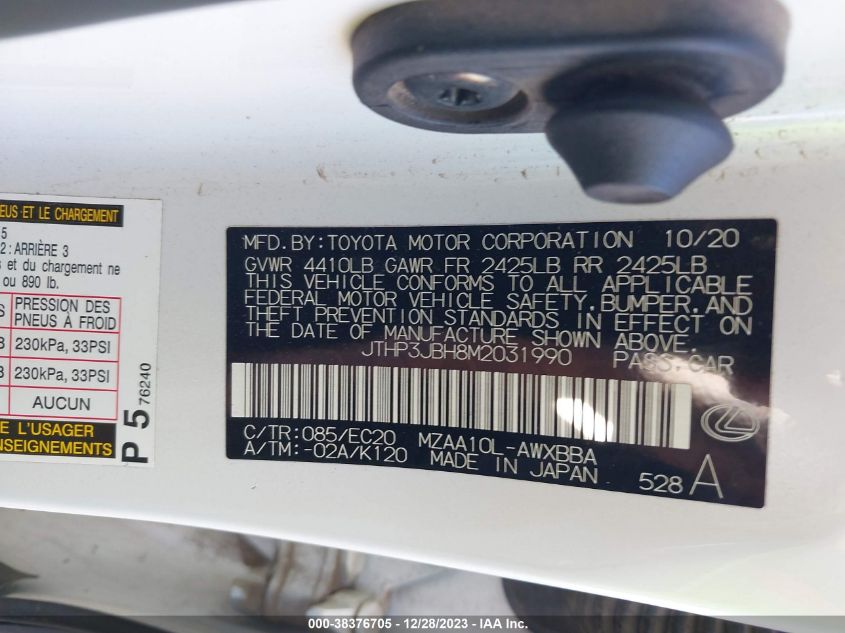 EUS ET LE CHARGEMENT
5
2: ARRIÈRE 3
s et du chargement ne
ou 890 lb.
S PRESSION DES
PNEUS À FROID
B 230kPa, 33PSI
B 230kPa, 33PSI
AUCUN
E L'USAGER
NSEIGNEMENTS
P 5 76240
MFD. BY: TOYOTA MOTOR CORPORATION 10/20
GVWR 4410LB GAWR FR 2425LB RR 2425LB
THIS VEHICLE CONFORMS TO ALL APPLICABLE
FEDERAL MOTOR VEHICLE SAFETY, BUMPER, AND
THEFT PREVENTION STANDARDS IN EFFECT ON
THE DATE OF MANUFACTURE SHOWN ABOVE.
JTHP3JBH8M2031990 PASS. CAR
C/TR: 085/EC20 MZAA10L-AWXBBA
A/TM: -02A/K120 MADE IN JAPAN
528 A
000-38376705 - 12/28/2023 - IAA Inc.